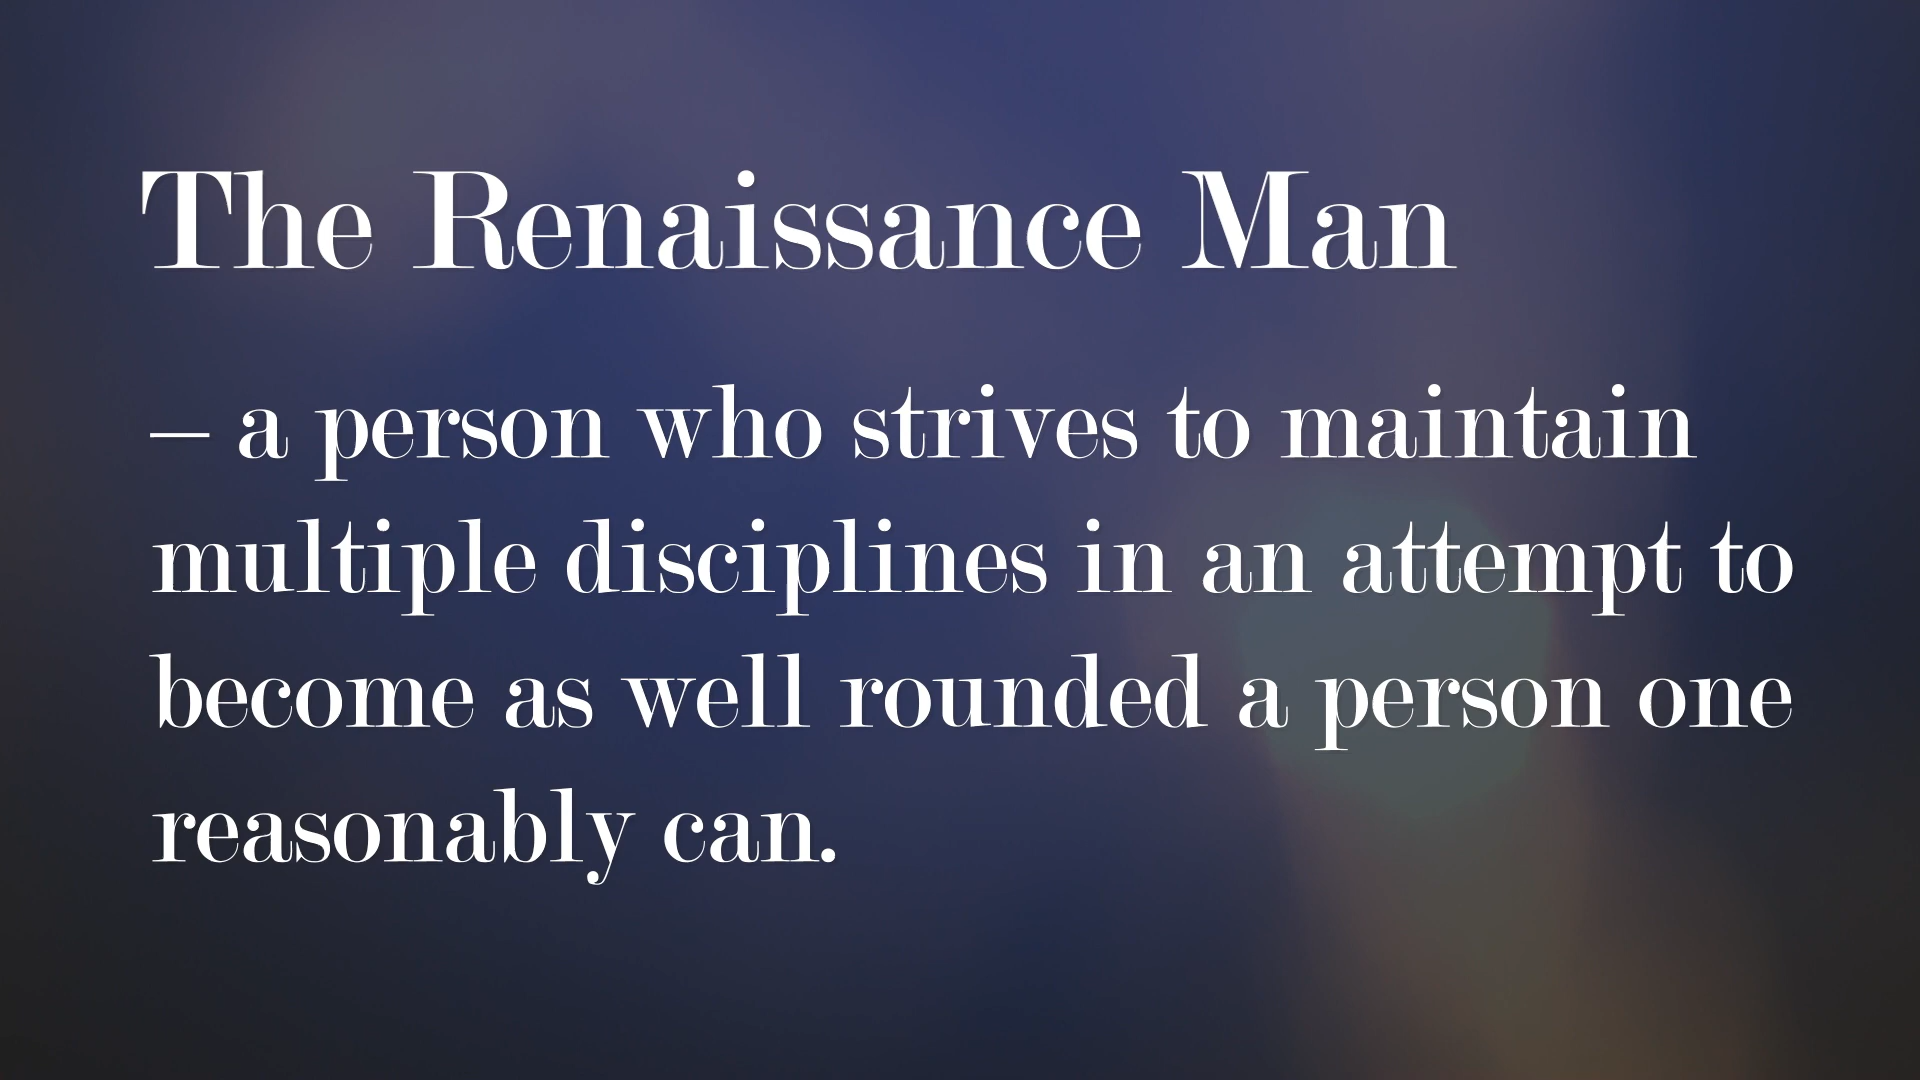 The Renaissance Man
– a person who strives to maintain
multiple disciplines in an attempt to
become as well rounded a person one
reasonably can.